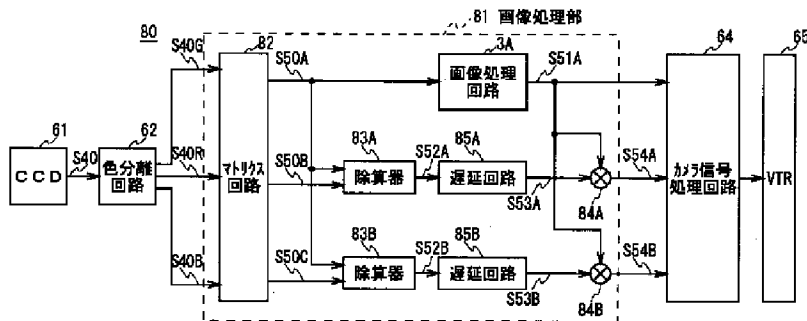 81 画像処理部
80
S40G
82
S50A
3A
画像処理
回路
S51A
64
65
61
CCD
S40
62
色分離
回路
S40R
マトリクス
回路
S50B
83A
除算器
S52A
85A
遅延回路
S53A
84A
S54A
カメラ信号
処理回路
VTR
S40B
S50C
83B
除算器
S52B
85B
遅延回路
S53B
84B
S54B